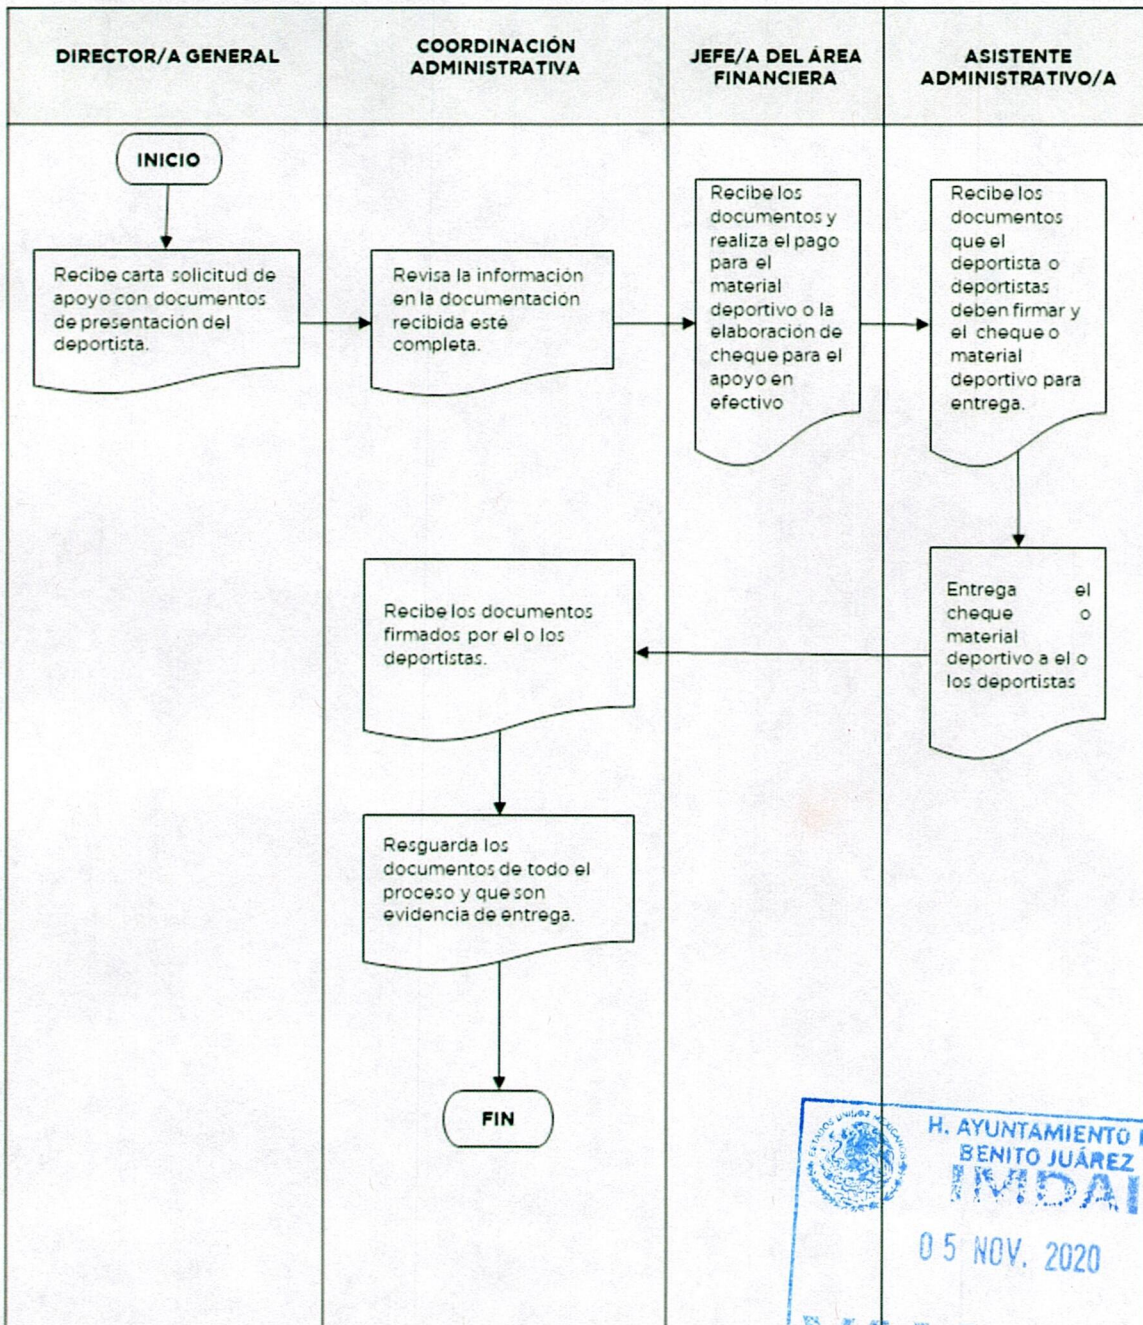 DIRECTOR/A GENERAL
COORDINACIÓN
ADMINISTRATIVA
JEFE/A DEL ÁREA
FINANCIERA
ASISTENTE
ADMINISTRATIVO/A
INICIO
Recibe carta solicitud de
apoyo con documentos
de presentación del
deportista.
Revisa la información
en la documentación
recibida esté
completa.
Recibe los
documentos y
realiza el pago
para el
material
deportivo o la
elaboración de
cheque para el
apoyo en
efectivo
Recibe los
documentos
que el
deportista o
deportistas
deben firmar y
el cheque o
material
deportivo para
entrega.
Entrega el
cheque o
material
deportivo a el o
los deportistas
Recibe los documentos
firmados por el o los
deportistas.
Resguarda los
documentos de todo el
proceso y que son
evidencia de entrega.
FIN
H. AYUNTAMIENTO
BENITO JUÁREZ
IMDAI
05 NOV. 2020